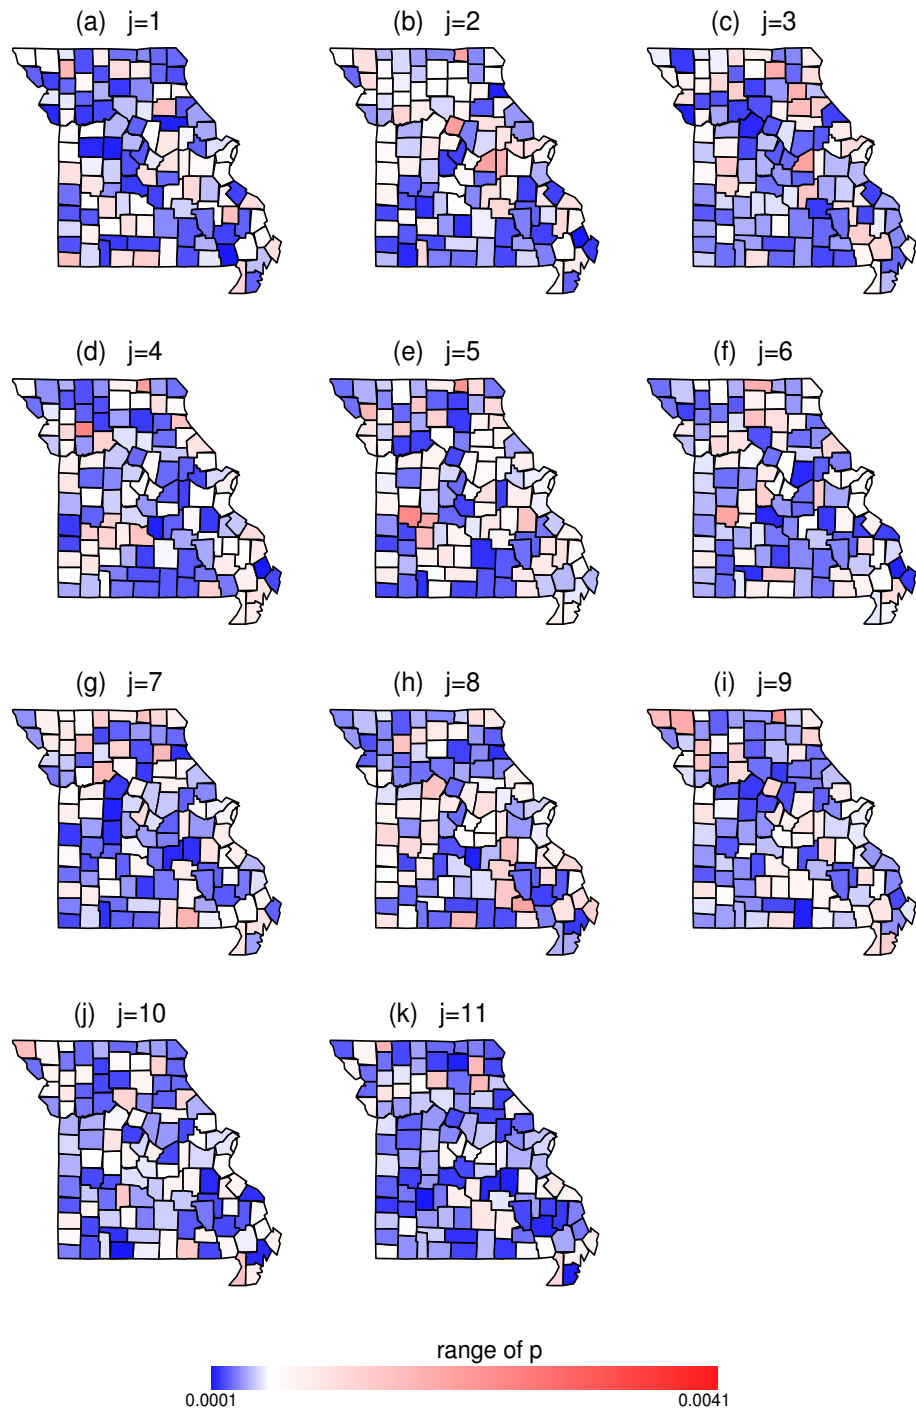 (a) j=1
(b) j=2
(c) j=3
(d) j=4
(e) j=5
(f) j=6
(g) j=7
(h) j=8
(i) j=9
(j) j=10
(k) j=11
range of p
0.0001
0.0041